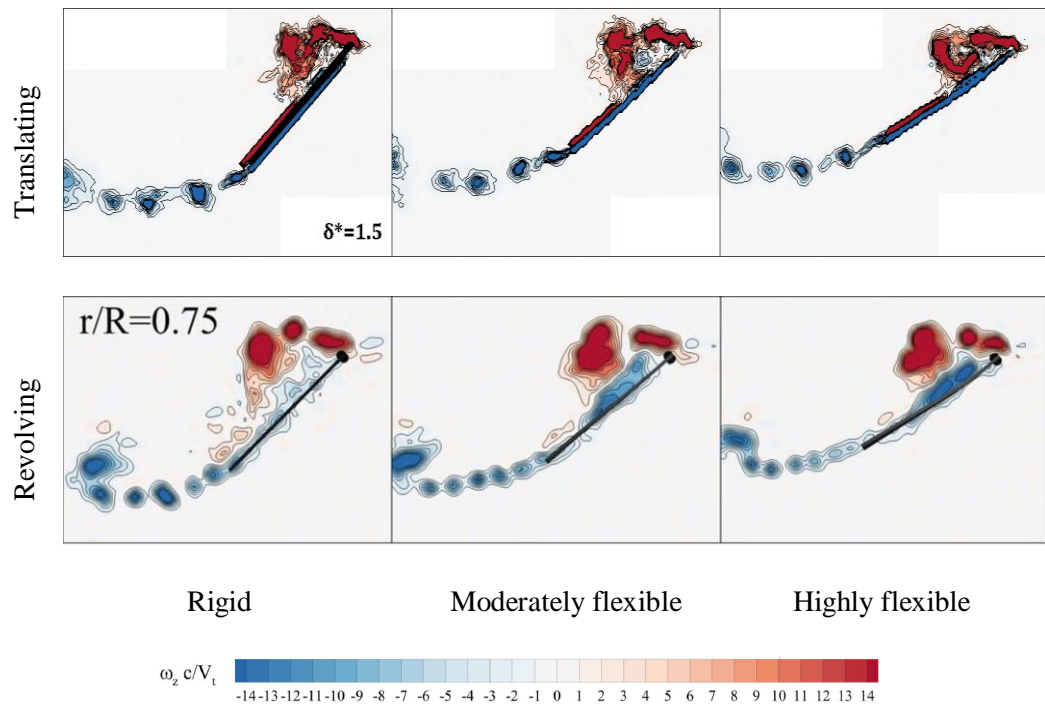 Translating
δ*=1.5
Revolving
r/R=0.75
Rigid Moderately flexible Highly flexible
ω_z c/V_t
-14 -13 -12 -11 -10 -9 -8 -7 -6 -5 -4 -3 -2 -1 0 1 2 3 4 5 6 7 8 9 10 11 12 13 14